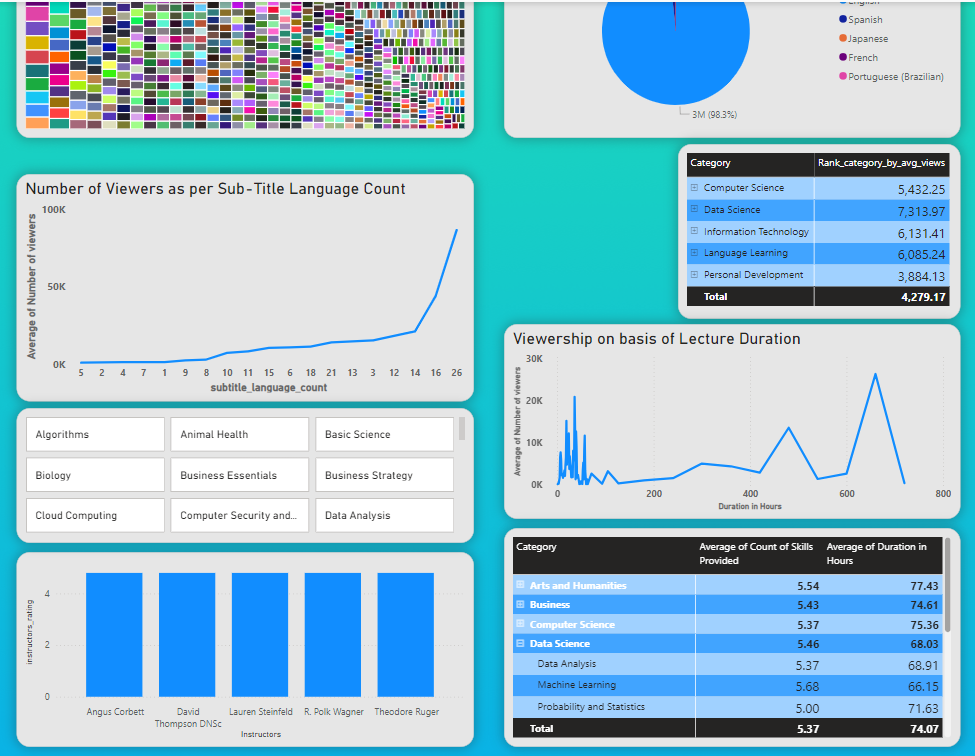 English
Spanish
Japanese
French
Portuguese (Brazilian)
3M (98.3%)
Category Rank_category_by_avg_views
Computer Science 5,432.25
Data Science 7,313.97
Information Technology 6,131.41
Language Learning 6,085.24
Personal Development 3,884.13
Total 4,279.17
Number of Viewers as per Sub-Title Language Count
Average of Number of viewers
100K
50K
0K
5 2 4 7 1 9 8 10 11 15 6 18 21 13 3 12 14 16 26
subtitle_language_count
Viewership on basis of Lecture Duration
Average of Number of viewers
30K
20K
10K
0K
0 200 400 600 800
Duration in Hours
Algorithms Animal Health Basic Science
Biology Business Essentials Business Strategy
Cloud Computing Computer Security and... Data Analysis
instructors_rating
4
2
0
Angus Corbett David Lauren Steinfeld R. Polk Wagner Theodore Ruger
Thompson DNSc
Instructors
Category Average of Count of Skills Average of Duration in
Provided Hours
Arts and Humanities 5.54 77.43
Business 5.43 74.61
Computer Science 5.37 75.36
Data Science 5.46 68.03
Data Analysis 5.37 68.91
Machine Learning 5.68 66.15
Probability and Statistics 5.00 71.63
Total 5.37 74.07